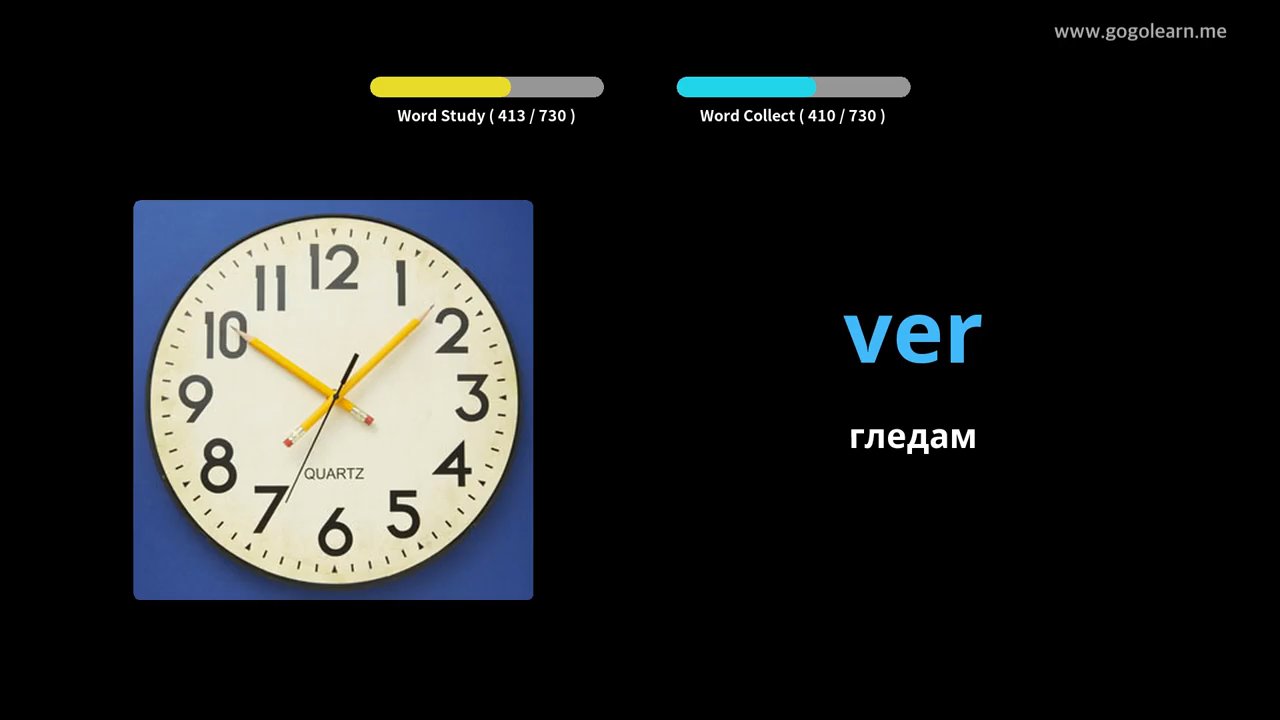 www.gogolearn.me
Word Study ( 413 / 730 )
Word Collect ( 410 / 730 )
12
11
1
10
2
9
3
8
4
QUARTZ
7
5
6
ver
гледам